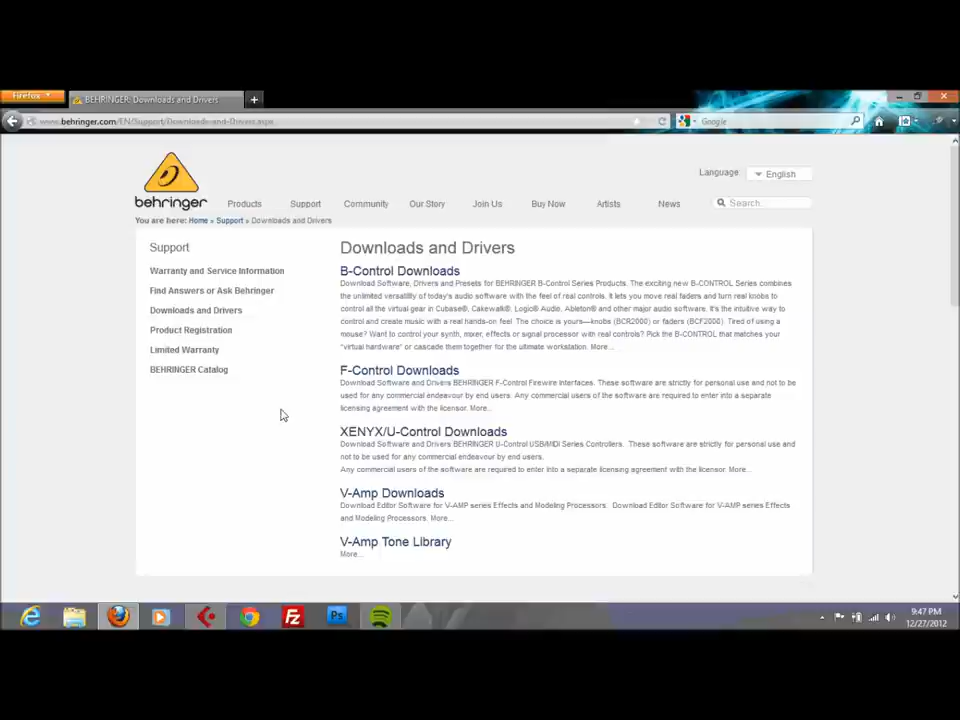 Firefox
BEHRINGER: Downloads and Drivers
www.behringer.com/EN/Support/Downloads-and-Drivers.aspx
Google
behringer
Language: English
Products Support Community Our Story Join Us Buy Now Artists News Search...
You are here: Home » Support » Downloads and Drivers
Support
Warranty and Service Information
Find Answers or Ask Behringer
Downloads and Drivers
Product Registration
Limited Warranty
BEHRINGER Catalog
Downloads and Drivers
B-Control Downloads
Download Software, Drivers and Presets for BEHRINGER B-Control Series Products. The exciting new B-CONTROL Series combines
the unlimited versatility of today's audio software with the feel of real controls. It lets you move real faders and turn real knobs to
control all the virtual gear in Cubase®, Cakewalk®, Logic® Audio, Ableton® and other major audio software. It's the intuitive way to
control and create music with a real hands-on feel. The choice is yours—knobs (BCR2000) or faders (BCF2000). Tired of using a
mouse? Want to control your synth, mixer, effects or signal processor with real controls? Pick the B-CONTROL that matches your
"virtual hardware" or cascade them together for the ultimate workstation. More...
F-Control Downloads
Download Software and Drivers BEHRINGER F-Control Firewire Interfaces. These software are strictly for personal use and not to be
used for any commercial endeavour by end users. Any commercial users of the software are required to enter into a separate
licensing agreement with the licensor. More...
XENYX/U-Control Downloads
Download Software and Drivers BEHRINGER U-Control USB/MIDI Series Controllers. These software are strictly for personal use and
not to be used for any commercial endeavour by end users.
Any commercial users of the software are required to enter into a separate licensing agreement with the licensor. More...
V-Amp Downloads
Download Editor Software for V-AMP series Effects and Modeling Processors. Download Editor Software for V-AMP series Effects
and Modeling Processors. More...
V-Amp Tone Library
More...
Fz
Ps
9:47 PM
12/27/2012